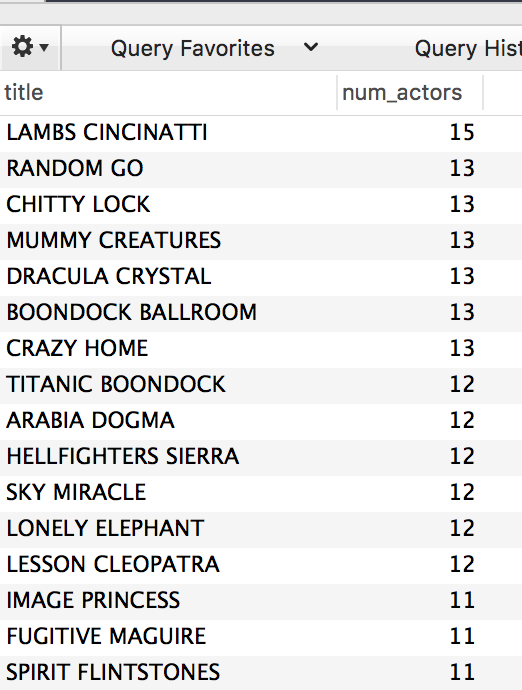 Query Favorites Query Hist
title num_actors
LAMBS CINCINATTI 15
RANDOM GO 13
CHITTY LOCK 13
MUMMY CREATURES 13
DRACULA CRYSTAL 13
BOONDOCK BALLROOM 13
CRAZY HOME 13
TITANIC BOONDOCK 12
ARABIA DOGMA 12
HELLFIGHTERS SIERRA 12
SKY MIRACLE 12
LONELY ELEPHANT 12
LESSON CLEOPATRA 12
IMAGE PRINCESS 11
FUGITIVE MAGUIRE 11
SPIRIT FLINTSTONES 11